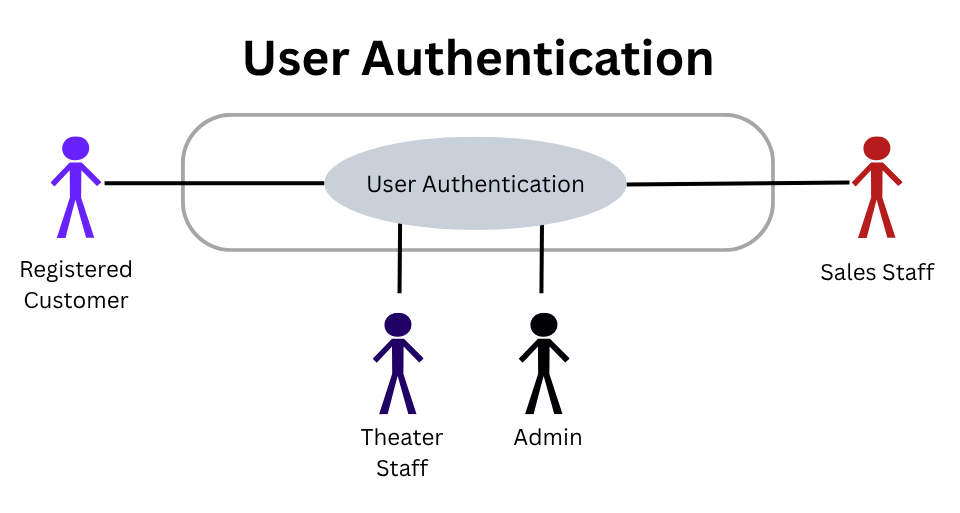 User Authentication
User Authentication
Registered
Customer
Sales Staff
Theater
Staff
Admin